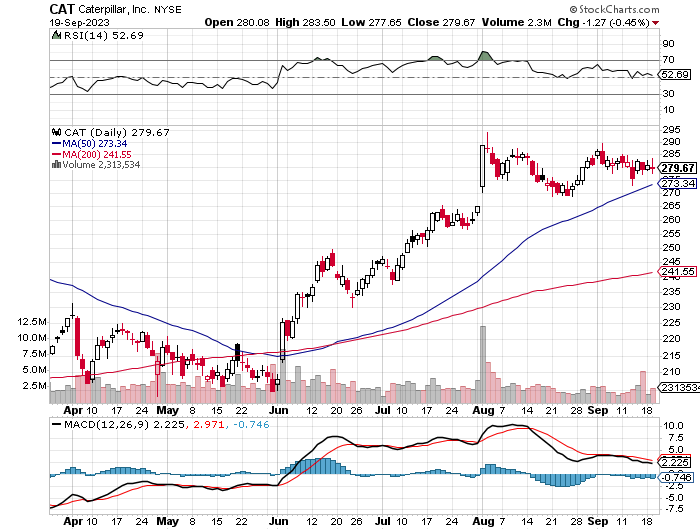 CAT Caterpillar, Inc. NYSE
© StockCharts.com
19-Sep-2023
Open 280.08 High 283.50 Low 277.65 Close 279.67 Volume 2.3M Chg -1.27 (-0.45%)
RSI(14) 52.69
90
70
52.69
50
30
10
CAT (Daily) 279.67
MA(50) 273.34
MA(200) 241.55
Volume 2,313,534
295
290
285
279.67
275
273.34
270
265
260
255
250
245
241.55
235
230
225
220
215
210
2313534
12.5M
10.0M
7.5M
5.0M
2.5M
Apr 10 17 24 May 8 15 22 Jun 12 20 26 Jul 10 17 24 Aug 7 14 21 28 Sep 11 18
MACD(12,26,9) 2.225, 2.971, -0.746
10.0
7.5
5.0
2.225
-0.746
-2.5
-5.0
-7.5
Apr 10 17 24 May 8 15 22 Jun 12 20 26 Jul 10 17 24 Aug 7 14 21 28 Sep 11 18